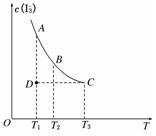 c(I₃⁻)
A
B
D C
O T₁ T₂ T₃ T